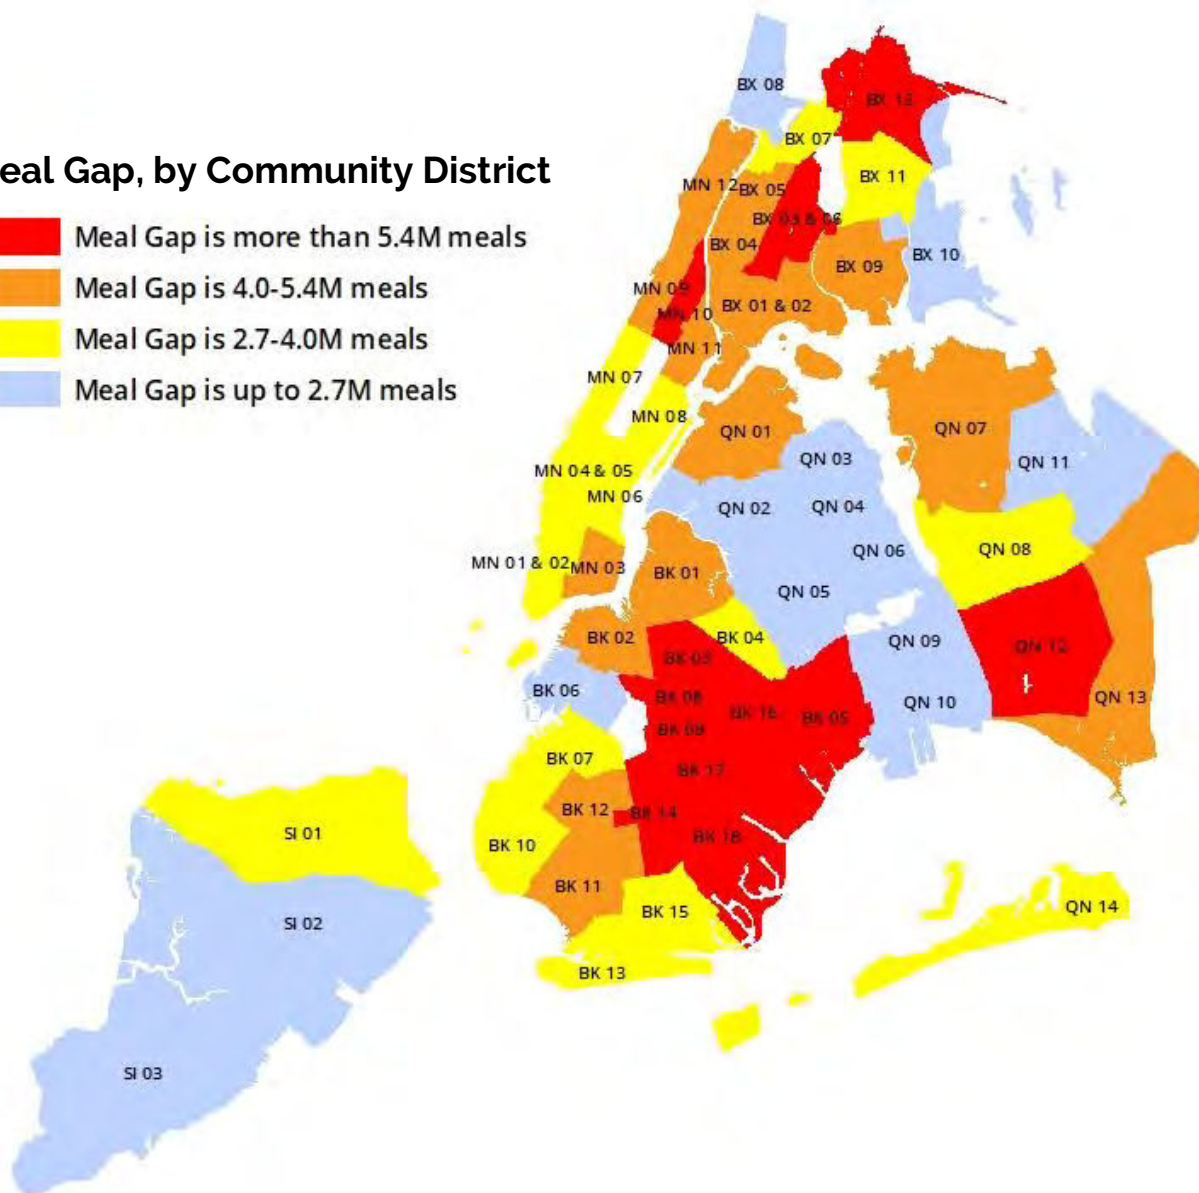 eal Gap, by Community District
Meal Gap is more than 5.4M meals
Meal Gap is 4.0-5.4M meals
Meal Gap is 2.7-4.0M meals
Meal Gap is up to 2.7M meals
BX 08
BX 12
BX 07
BX 11
MN 12
BX 05
BX 03 & 06
BX 04
BX 10
BX 09
MN 09
BX 01 & 02
MN 10
MN 11
MN 07
MN 08
QN 01
QN 07
QN 03
QN 11
MN 04 & 05
MN 06
QN 02
QN 04
QN 06
QN 08
MN 01 & 02
MN 03
BK 01
QN 05
BK 02
BK 04
QN 09
QN 12
BK 03
BK 06
BK 08
QN 10
QN 13
BK 16
BK 05
BK 09
BK 07
BK 17
BK 12
BK 14
SI 01
BK 10
BK 18
BK 11
BK 15
QN 14
SI 02
BK 13
SI 03